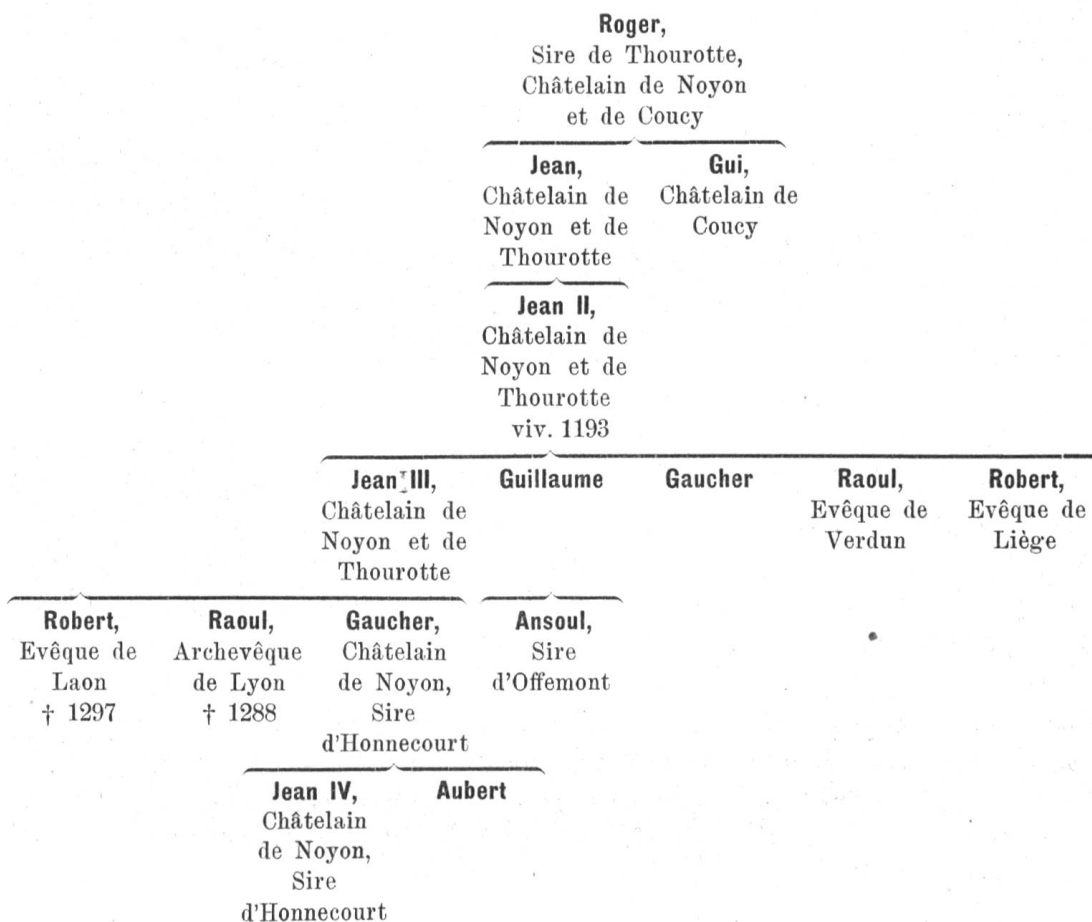 Roger,
Sire de Thourotte,
Châtelain de Noyon
et de Coucy
Jean,
Châtelain de
Noyon et de
Thourotte
Gui,
Châtelain de
Coucy
Jean II,
Châtelain de
Noyon et de
Thourotte
viv. 1193
Jean III,
Châtelain de
Noyon et de
Thourotte
Guillaume
Gaucher
Raoul,
Evêque de
Verdun
Robert,
Evêque de
Liège
Robert,
Evêque de
Laon
† 1297
Raoul,
Archevêque
de Lyon
† 1288
Gaucher,
Châtelain
de Noyon,
Sire
d'Honnecourt
Ansoul,
Sire
d'Offemont
Jean IV,
Châtelain
de Noyon,
Sire
d'Honnecourt
Aubert